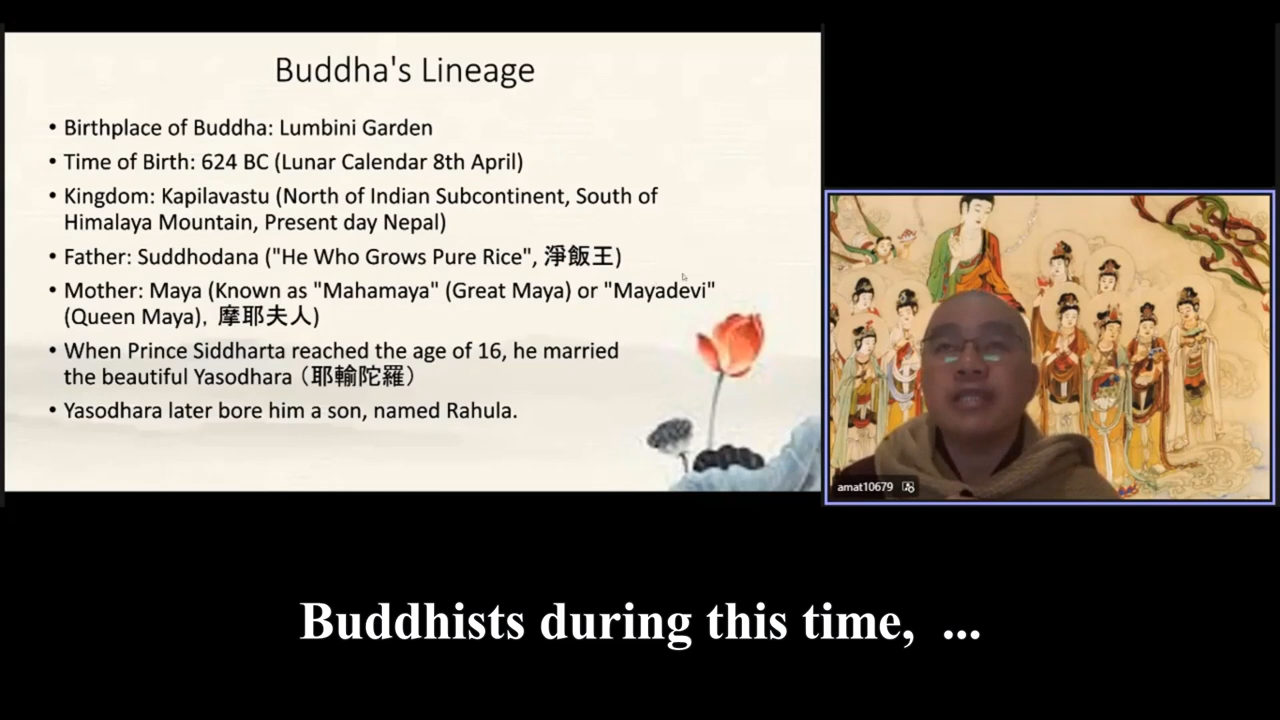 Buddha's Lineage
• Birthplace of Buddha: Lumbini Garden
• Time of Birth: 624 BC (Lunar Calendar 8th April)
• Kingdom: Kapilavastu (North of Indian Subcontinent, South of
Himalaya Mountain, Present day Nepal)
• Father: Suddhodana ("He Who Grows Pure Rice", 淨飯王)
• Mother: Maya (Known as "Mahamaya" (Great Maya) or "Mayadevi"
(Queen Maya), 摩耶夫人)
• When Prince Siddharta reached the age of 16, he married
the beautiful Yasodhara（耶輸陀羅）
• Yasodhara later bore him a son, named Rahula.
amat10679
Buddhists during this time, ...